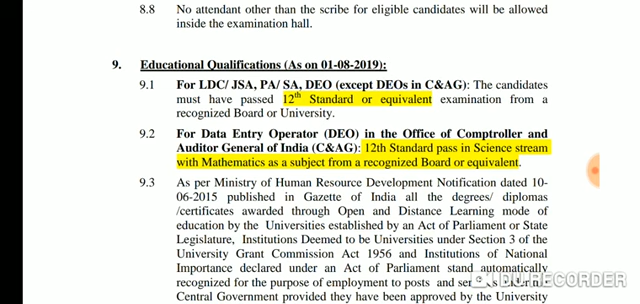 8.8 No attendant other than the scribe for eligible candidates will be allowed
inside the examination hall.
9. Educational Qualifications (As on 01-08-2019):
9.1 For LDC/ JSA, PA/ SA, DEO (except DEOs in C&AG): The candidates
must have passed 12th Standard or equivalent examination from a
recognized Board or University.
9.2 For Data Entry Operator (DEO) in the Office of Comptroller and
Auditor General of India (C&AG): 12th Standard pass in Science stream
with Mathematics as a subject from a recognized Board or equivalent.
9.3 As per Ministry of Human Resource Development Notification dated 10-
06-2015 published in Gazette of India all the degrees/ diplomas
/certificates awarded through Open and Distance Learning mode of
education by the Universities established by an Act of Parliament or State
Legislature, Institutions Deemed to be Universities under Section 3 of the
University Grant Commission Act 1956 and Institutions of National
Importance declared under an Act of Parliament stand automatically
recognized for the purpose of employment to posts and
Central Government provided they have been approved by the University
RECORDER